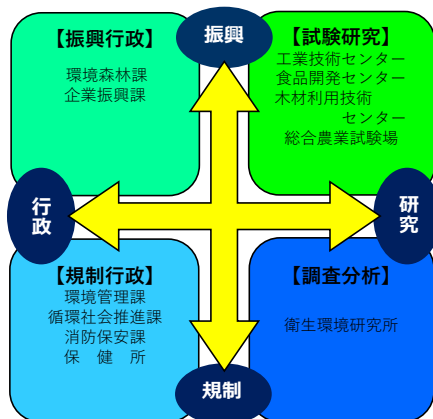 振興
【振興行政】
環境森林課
企業振興課
【試験研究】
工業技術センター
食品開発センター
木材利用技術
センター
総合農業試験場
行政
研究
【規制行政】
環境管理課
循環社会推進課
消防保安課
保　健　所
【調査分析】
衛生環境研究所
規制